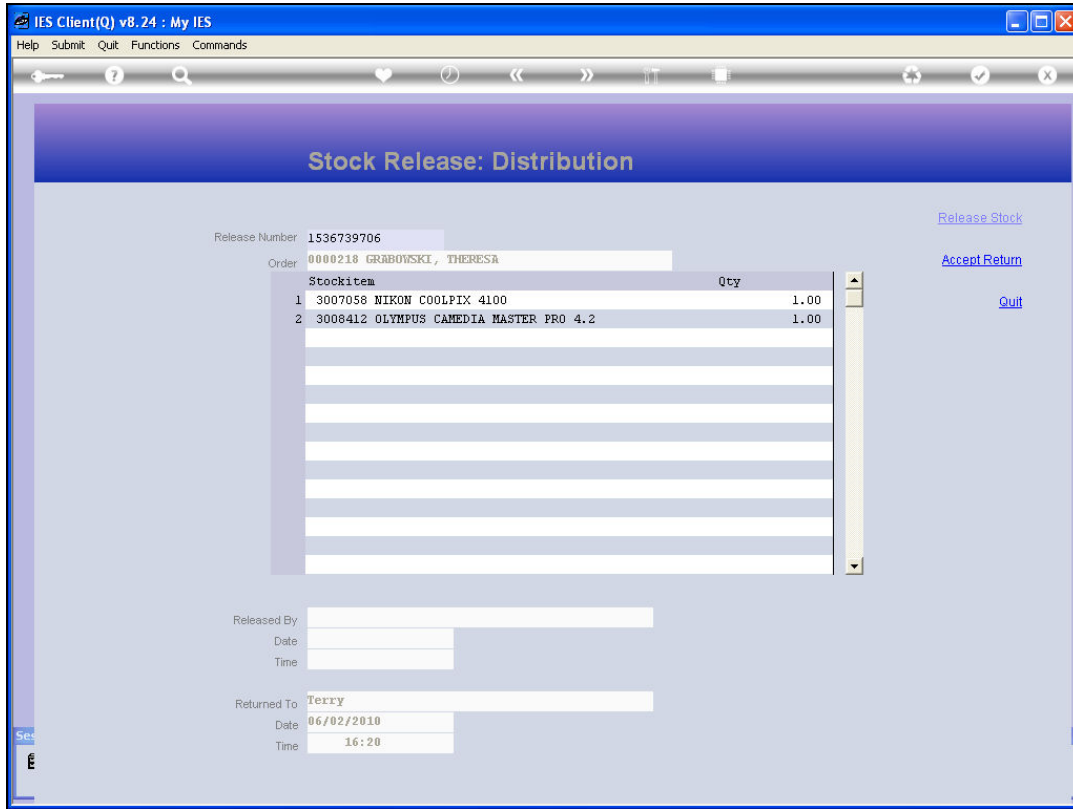 IES Client(Q) v8.24 : My IES
Help Submit Quit Functions Commands
Stock Release: Distribution
Release Stock
Release Number 1536739706
Order 0000218 GRABOWSKI, THERESA
Accept Return
Stockitem Qty
1 3007058 NIKON COOLPIX 4100 1.00
Quit
2 3008412 OLYMPUS CAMEDIA MASTER PRO 4.2 1.00
Released By
Date
Time
Returned To Terry
Date 06/02/2010
Time 16:20
Ses